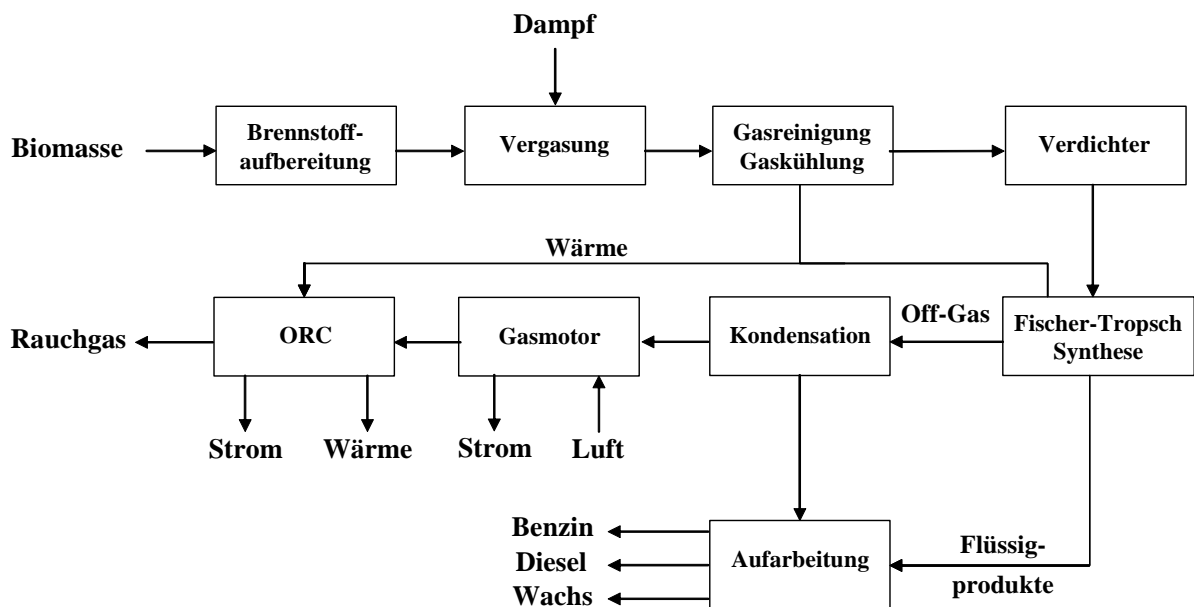 Dampf
Biomasse
Brennstoff-
aufbereitung
Vergasung
Gasreinigung
Gaskühlung
Verdichter
Wärme
Rauchgas
ORC
Gasmotor
Kondensation
Off-Gas
Fischer-Tropsch
Synthese
Strom
Wärme
Strom
Luft
Benzin
Diesel
Wachs
Aufarbeitung
Flüssig-
produkte